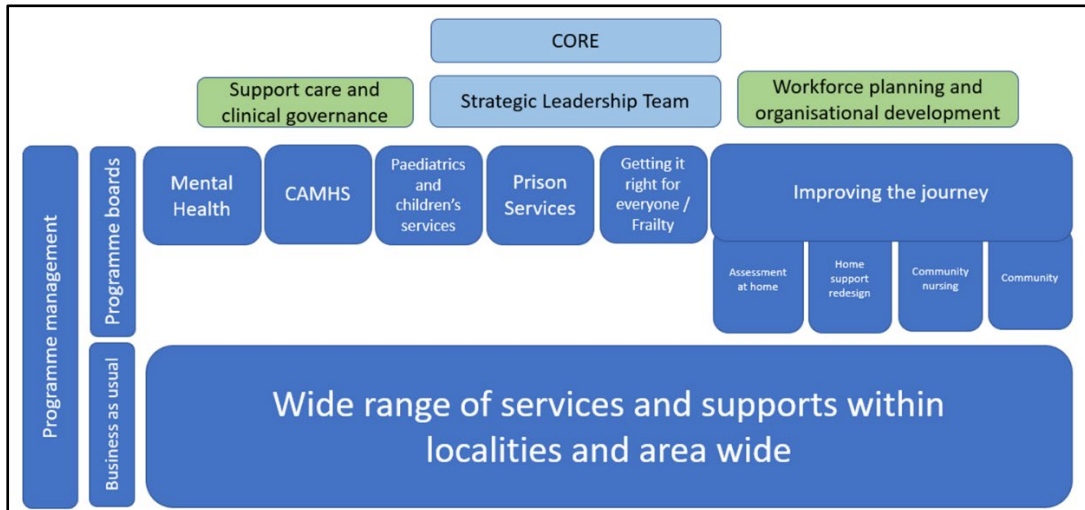 CORE
Support care and
clinical governance
Strategic Leadership Team
Workforce planning and
organisational development
Programme management
Programme boards
Mental
Health
CAMHS
Paediatrics
and
children's
services
Prison
Services
Getting it
right for
everyone /
Frailty
Improving the journey
Assessment
at home
Home
support
redesign
Community
nursing
Community
Business as usual
Wide range of services and supports within
localities and area wide